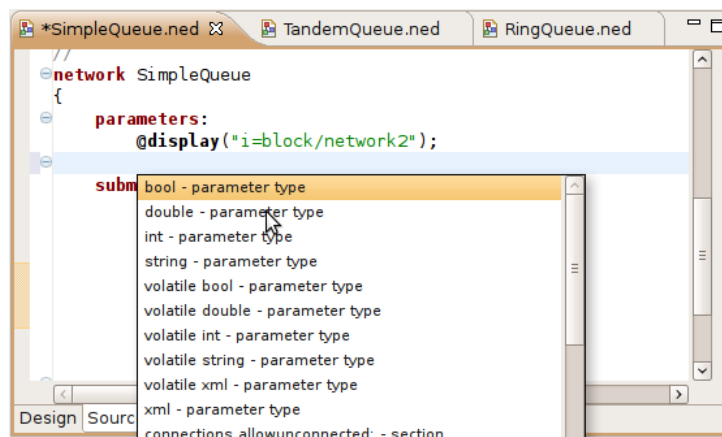 *SimpleQueue.ned TandemQueue.ned RingQueue.ned
//
network SimpleQueue
{
parameters:
@display("i=block/network2");
subm
bool - parameter type
double - parameter type
int - parameter type
string - parameter type
volatile bool - parameter type
volatile double - parameter type
volatile int - parameter type
volatile string - parameter type
volatile xml - parameter type
xml - parameter type
connections allowunconnected: - section
Design Sourc